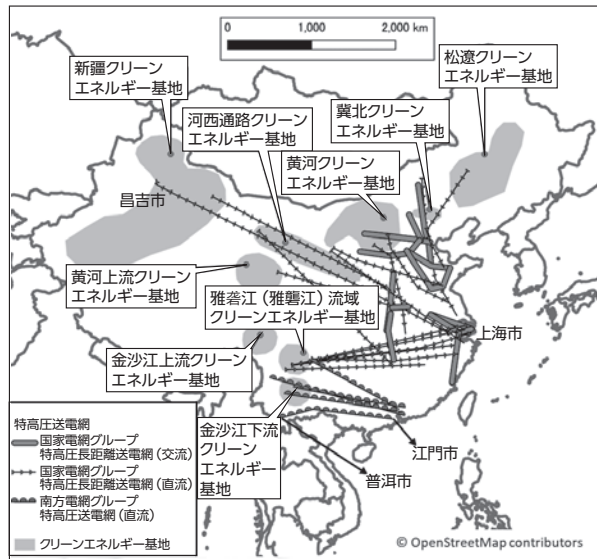 0 1,000 2,000 km
新疆クリーン
エネルギー基地
河西通路クリーン
エネルギー基地
冀北クリーン
エネルギー基地
松遼クリーン
エネルギー基地
黄河クリーン
エネルギー基地
昌吉市
黄河上流クリーン
エネルギー基地
雅砻江(雅礱江)流域
クリーンエネルギー基地
上海市
金沙江上流クリーン
エネルギー基地
金沙江下流
クリーン
エネルギー
基地
江門市
普洱市
特高圧送電網
国家電網グループ
特高圧長距離送電網(交流)
国家電網グループ
特高圧長距離送電網(直流)
南方電網グループ
特高圧送電網(直流)
クリーンエネルギー基地
© OpenStreetMap contributors